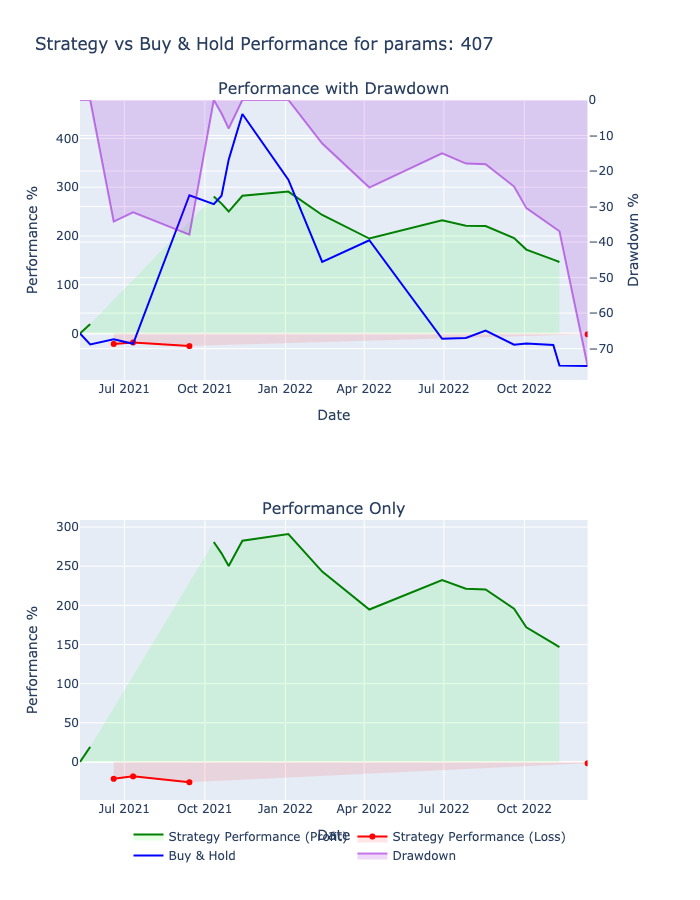 Strategy vs Buy & Hold Performance for params: 407
Performance with Drawdown
400
300
200
100
0
Performance %
0
−10
−20
−30
−40
−50
−60
−70
Drawdown %
Jul 2021 Oct 2021 Jan 2022 Apr 2022 Jul 2022 Oct 2022
Date
Performance Only
300
250
200
150
100
50
0
Performance %
Jul 2021 Oct 2021 Jan 2022 Apr 2022 Jul 2022 Oct 2022
Date
Strategy Performance (Profit) Strategy Performance (Loss)
Buy & Hold Drawdown